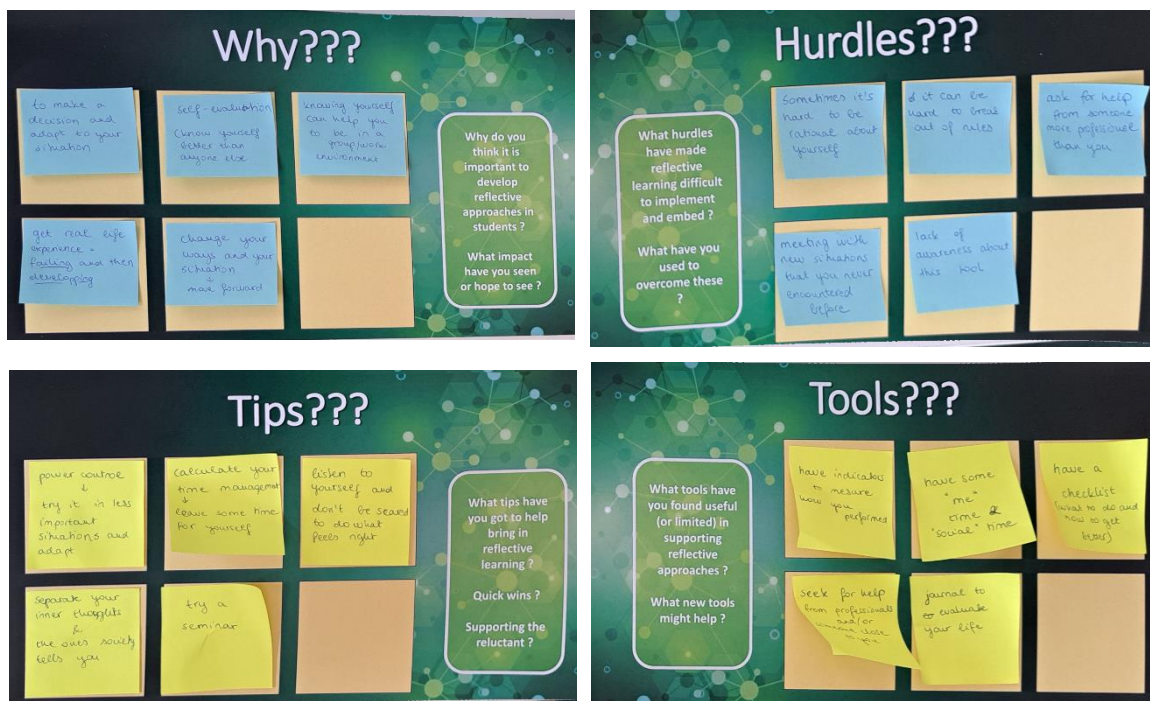 Why???
to make a
decision and
adapt to your
situation
self-evaluation
(know yourself
better than
anyone else
knowing yourself
can help you
to be in a
group/work
environment
get real life
experience =
failing and then
developping
change your
ways and your
situation
↓
move forward
Why do you
think it is
important to
develop
reflective
approaches in
students ?
What impact
have you seen
or hope to see ?
Hurdles???
What hurdles
have made
reflective
learning difficult
to implement
and embed ?
What have you
used to
overcome these
?
Sometimes it's
hard to be
rational about
yourself
it can be
hard to break
out of rules
ask for help
from someone
more professional
than you
meeting with
new situations
that you never
encountered
before
lack of
awareness about
this tool
Tips???
power control
↓
try it in less
important
situations and
adapt
calculate your
time management
↓
leave some time
for yourself
listen to
yourself and
don't be scared
to do what
feels right
separate your
inner thoughts
&
the ones society
tells you
try a
seminar
What tips have
you got to help
bring in
reflective
learning ?
Quick wins ?
Supporting the
reluctant ?
Tools???
What tools have
you found useful
(or limited) in
supporting
reflective
approaches ?
What new tools
might help ?
have indicators
to mesure
how you
performed
have some
"me"
time &
"social" time
have a
checklist
(what to do and
how to get
better)
seek for help
from professionals
and/or
someone close
to you
journal to
evaluate
your life